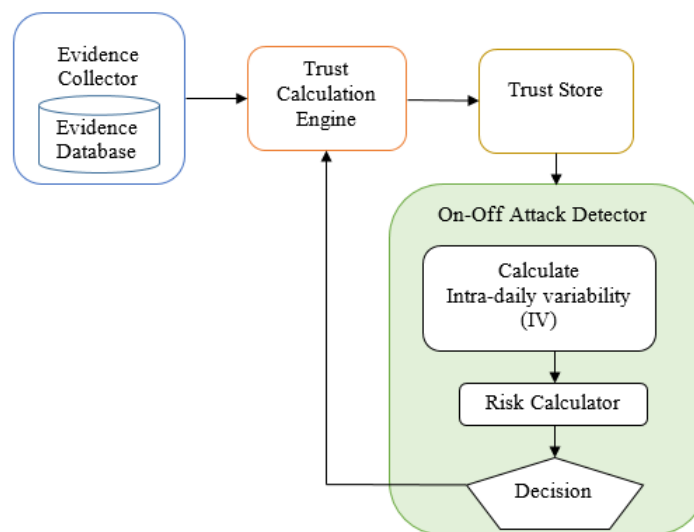 Evidence
Collector
Evidence
Database
Trust
Calculation
Engine
Trust Store
On-Off Attack Detector
Calculate
Intra-daily variability
(IV)
Risk Calculator
Decision